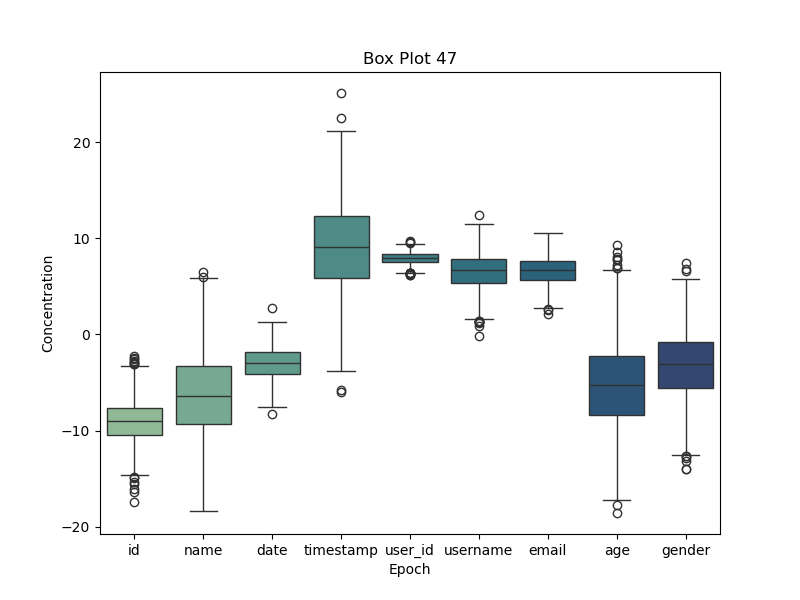 Box Plot 47
Concentration
20
10
0
−10
−20
id name date timestamp user_id username email age gender
Epoch